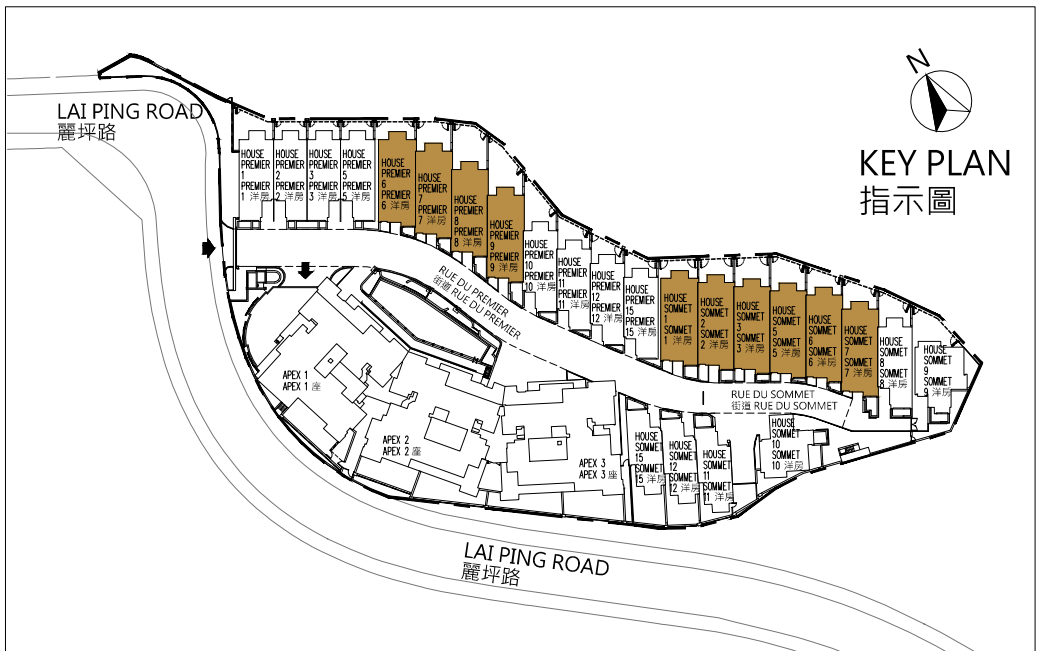 LAI PING ROAD
麗坪路
N
KEY PLAN
指示圖
HOUSE
PREMIER
1
PREMIER
1 洋房
HOUSE
PREMIER
2
PREMIER
2 洋房
HOUSE
PREMIER
3
PREMIER
3 洋房
HOUSE
PREMIER
5
PREMIER
5 洋房
HOUSE
PREMIER
6
PREMIER
6 洋房
HOUSE
PREMIER
7
PREMIER
7 洋房
HOUSE
PREMIER
8
PREMIER
8 洋房
HOUSE
PREMIER
9
PREMIER
9 洋房
HOUSE
PREMIER
10
PREMIER
10 洋房
HOUSE
PREMIER
11
PREMIER
11 洋房
HOUSE
PREMIER
12
PREMIER
12 洋房
HOUSE
PREMIER
15
PREMIER
15 洋房
HOUSE
SOMMET
1
SOMMET
1 洋房
HOUSE
SOMMET
2
SOMMET
2 洋房
HOUSE
SOMMET
3
SOMMET
3 洋房
HOUSE
SOMMET
5
SOMMET
5 洋房
HOUSE
SOMMET
6
SOMMET
6 洋房
HOUSE
SOMMET
7
SOMMET
7 洋房
HOUSE
SOMMET
8
SOMMET
8 洋房
HOUSE
SOMMET
9
SOMMET
9 洋房
RUE DU PREMIER
街道 RUE DU PREMIER
RUE DU SOMMET
街道 RUE DU SOMMET
APEX 1
APEX 1 座
APEX 2
APEX 2 座
APEX 3
APEX 3 座
HOUSE
SOMMET
15
SOMMET
15 洋房
HOUSE
SOMMET
12
SOMMET
12 洋房
HOUSE
SOMMET
11
SOMMET
11 洋房
HOUSE
SOMMET
10
SOMMET
10 洋房
LAI PING ROAD
麗坪路